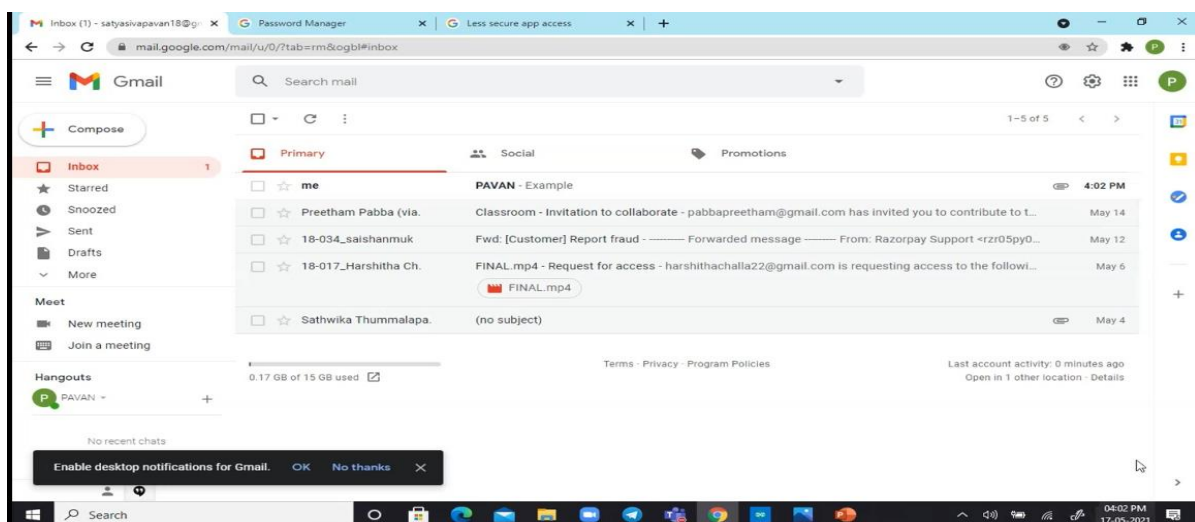 Inbox (1) - satyasivapavan18@gr
Password Manager
Less secure app access
mail.google.com/mail/u/0/?tab=rm&ogbl#inbox
P
Gmail
Search mail
P
Compose
1–5 of 5
Primary
Social
Promotions
Inbox 1
Starred
Snoozed
Sent
Drafts
More
me PAVAN - Example 4:02 PM
Preetham Pabba (via. Classroom - Invitation to collaborate - pabbapreetham@gmail.com has invited you to contribute to t... May 14
18-034_saishanmuk Fwd: [Customer] Report fraud - ---------- Forwarded message ---------- From: Razorpay Support <rzr05py0... May 12
18-017_Harshitha Ch. FINAL.mp4 - Request for access - harshithachalla22@gmail.com is requesting access to the followi... May 6
FINAL.mp4
Sathwika Thummalapa. (no subject) May 4
Meet
New meeting
Join a meeting
Hangouts
P PAVAN
No recent chats
0.17 GB of 15 GB used
Terms · Privacy · Program Policies
Last account activity: 0 minutes ago
Open in 1 other location · Details
Enable desktop notifications for Gmail. OK No thanks
Search
04:02 PM
17-05-2021